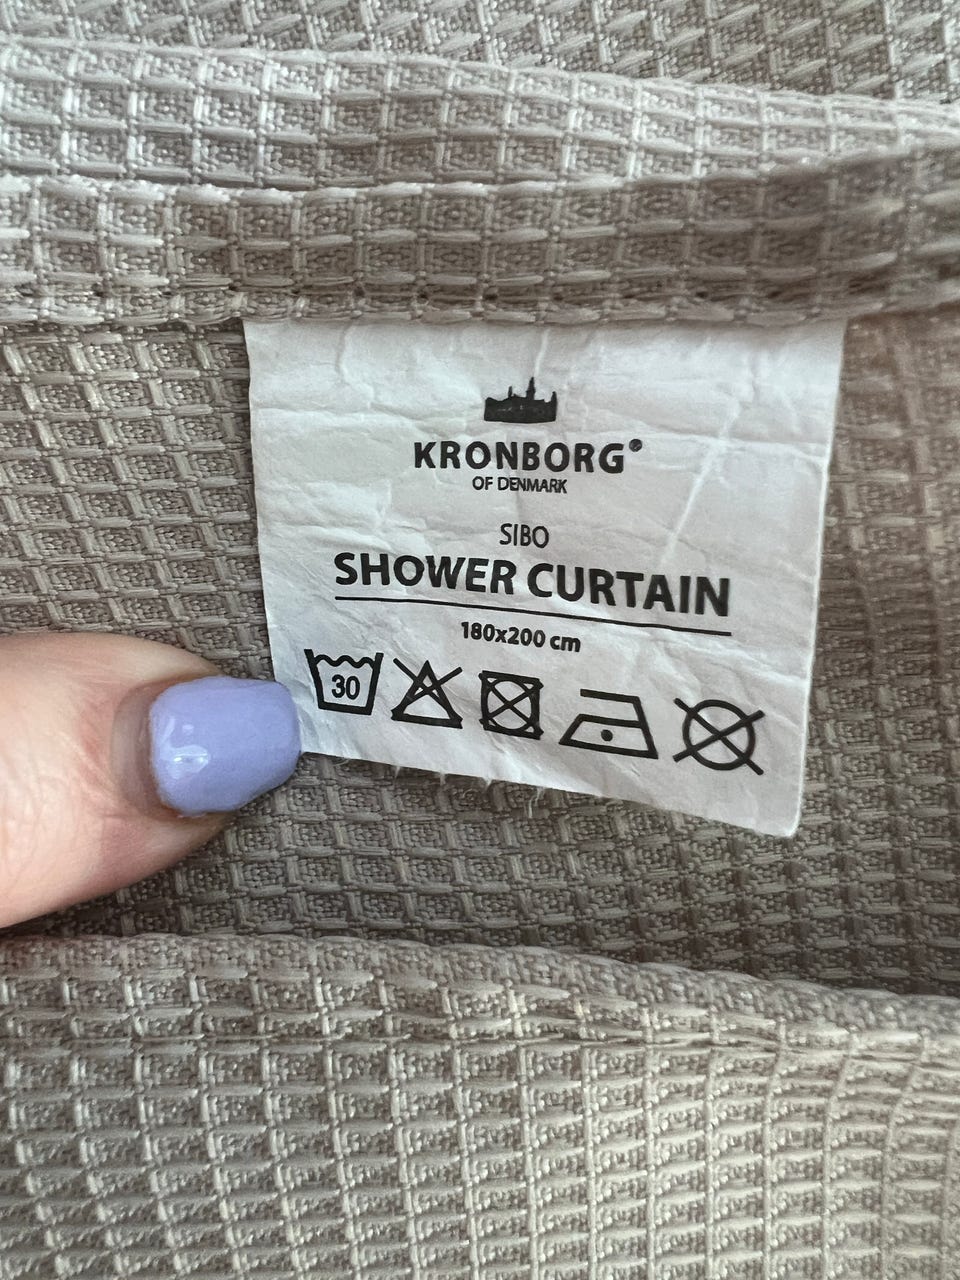 KRONBORG®
OF DENMARK
SIBO
SHOWER CURTAIN
180x200 cm
30